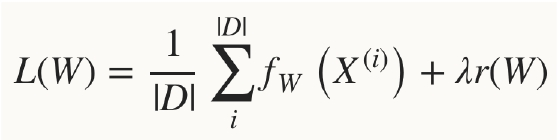 L(W) = \frac{1}{|D|} \sum_{i}^{|D|} f_W \left( X^{(i)} \right) + \lambda r(W)